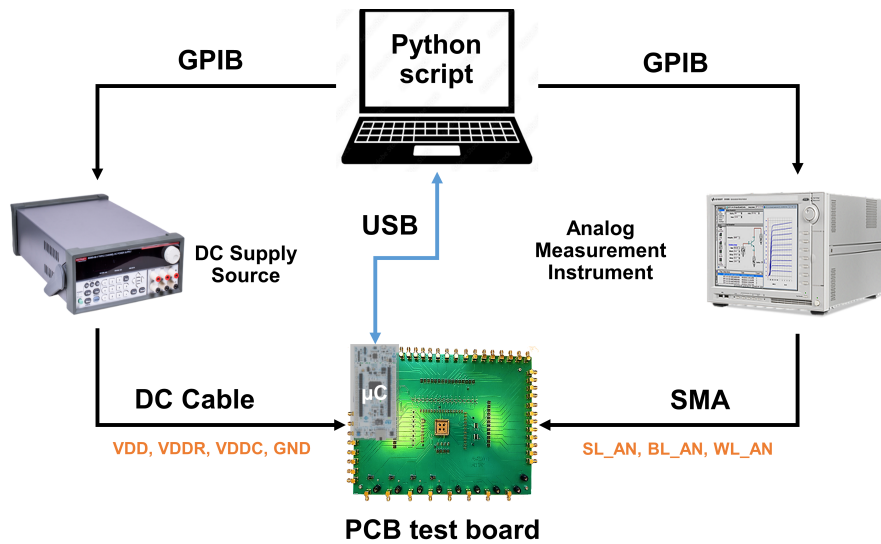 Python
script
GPIB
GPIB
USB
DC Supply
Source
Analog
Measurement
Instrument
µC
DC Cable
SMA
VDD, VDDR, VDDC, GND
SL_AN, BL_AN, WL_AN
PCB test board